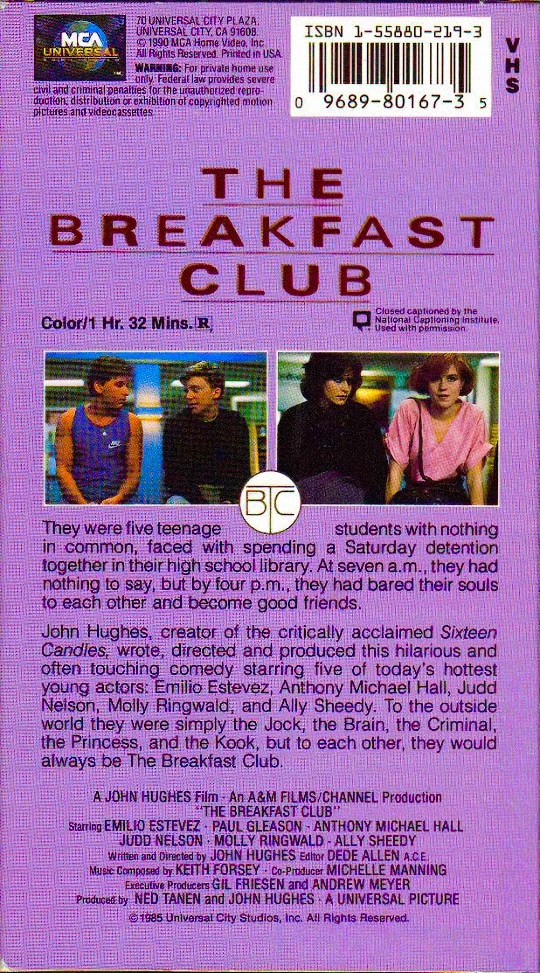 MCA
UNIVERSAL
70 UNIVERSAL CITY PLAZA,
UNIVERSAL CITY, CA 91608.
© 1990 MCA Home Video, Inc.
All Rights Reserved. Printed in USA.
WARNING: For private home use
only. Federal law provides severe
civil and criminal penalties for the unauthorized repro-
duction, distribution or exhibition of copyrighted motion
pictures and videocassettes.
ISBN 1-55880-219-3
0 9689-80167-3 5
VHS
THE
BREAKFAST
CLUB
Color/1 Hr. 32 Mins. R
Closed captioned by the
National Captioning Institute.
Used with permission.
BTC
They were five teenage students with nothing
in common, faced with spending a Saturday detention
together in their high school library. At seven a.m., they had
nothing to say, but by four p.m., they had bared their souls
to each other and become good friends.
John Hughes, creator of the critically acclaimed Sixteen
Candles, wrote, directed and produced this hilarious and
often touching comedy starring five of today's hottest
young actors: Emilio Estevez, Anthony Michael Hall, Judd
Nelson, Molly Ringwald, and Ally Sheedy. To the outside
world they were simply the Jock, the Brain, the Criminal,
the Princess, and the Kook, but to each other, they would
always be The Breakfast Club.
A JOHN HUGHES Film · An A&M FILMS/CHANNEL Production
"THE BREAKFAST CLUB"
Starring EMILIO ESTEVEZ · PAUL GLEASON · ANTHONY MICHAEL HALL
JUDD NELSON · MOLLY RINGWALD · ALLY SHEEDY
Written and Directed by JOHN HUGHES Editor DEDE ALLEN A.C.E.
Music Composed by KEITH FORSEY · Co-Producer MICHELLE MANNING
Executive Producers GIL FRIESEN and ANDREW MEYER
Produced by NED TANEN and JOHN HUGHES · A UNIVERSAL PICTURE
© 1985 Universal City Studios, Inc. All Rights Reserved.